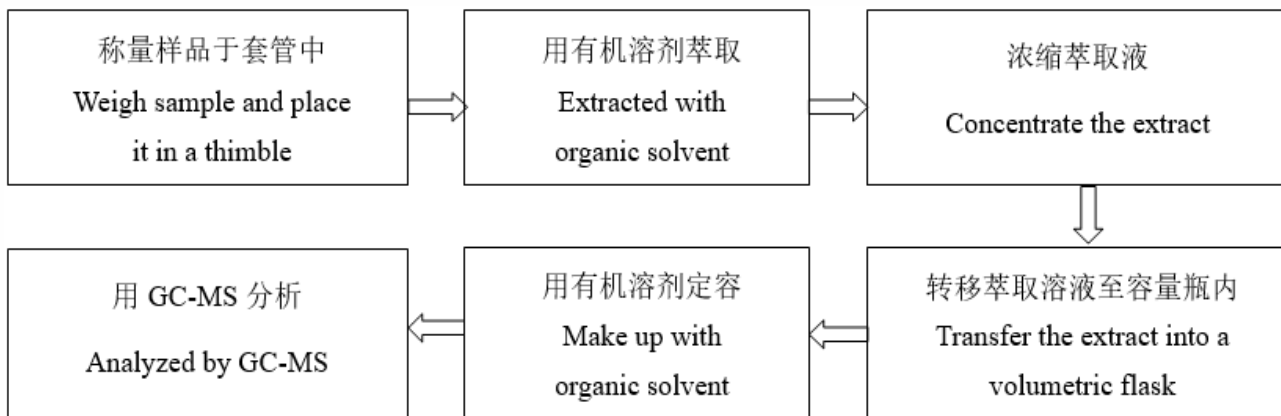 称量样品于套管中
Weigh sample and place
it in a thimble
用有机溶剂萃取
Extracted with
organic solvent
浓缩萃取液
Concentrate the extract
转移萃取溶液至容量瓶内
Transfer the extract into a
volumetric flask
用有机溶剂定容
Make up with
organic solvent
用 GC-MS 分析
Analyzed by GC-MS